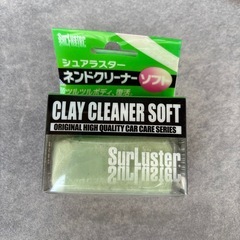 SurLuster
シュアラスター
ネンドクリーナー ソフト
ツルツルボディ、復活。
CLAY CLEANER SOFT
ORIGINAL HIGH QUALITY CAR CARE SERIES
SurLuster